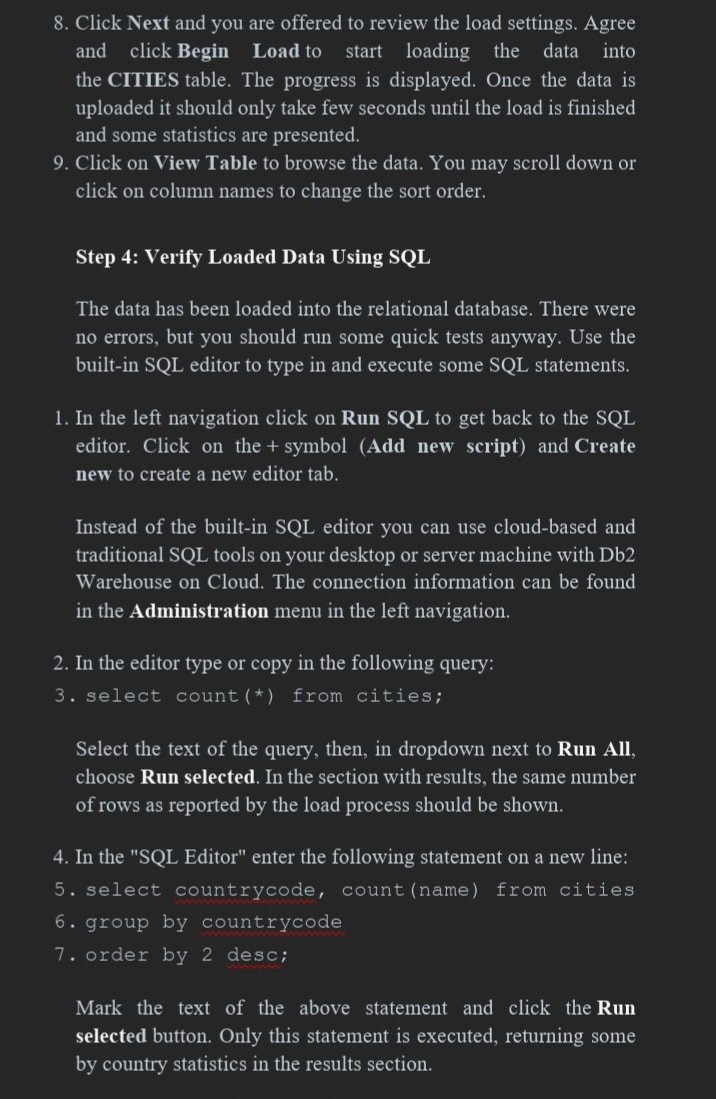 8. Click Next and you are offered to review the load settings. Agree
and click Begin Load to start loading the data into
the CITIES table. The progress is displayed. Once the data is
uploaded it should only take few seconds until the load is finished
and some statistics are presented.
9. Click on View Table to browse the data. You may scroll down or
click on column names to change the sort order.
Step 4: Verify Loaded Data Using SQL
The data has been loaded into the relational database. There were
no errors, but you should run some quick tests anyway. Use the
built-in SQL editor to type in and execute some SQL statements.
1. In the left navigation click on Run SQL to get back to the SQL
editor. Click on the + symbol (Add new script) and Create
new to create a new editor tab.
Instead of the built-in SQL editor you can use cloud-based and
traditional SQL tools on your desktop or server machine with Db2
Warehouse on Cloud. The connection information can be found
in the Administration menu in the left navigation.
2. In the editor type or copy in the following query:
3. select count(*) from cities;
Select the text of the query, then, in dropdown next to Run All,
choose Run selected. In the section with results, the same number
of rows as reported by the load process should be shown.
4. In the "SQL Editor" enter the following statement on a new line:
5. select countrycode, count(name) from cities
6. group by countrycode
7. order by 2 desc;
Mark the text of the above statement and click the Run
selected button. Only this statement is executed, returning some
by country statistics in the results section.